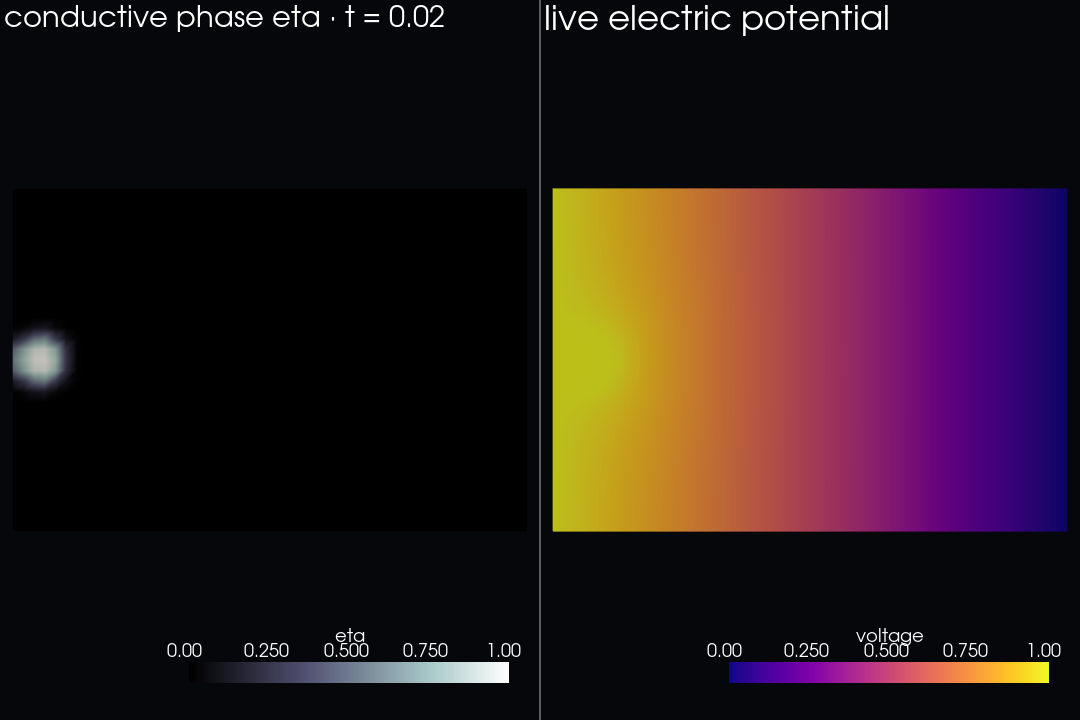 conductive phase eta · t = 0.02
live electric potential
eta
0.00 0.250 0.500 0.750 1.00
voltage
0.00 0.250 0.500 0.750 1.00